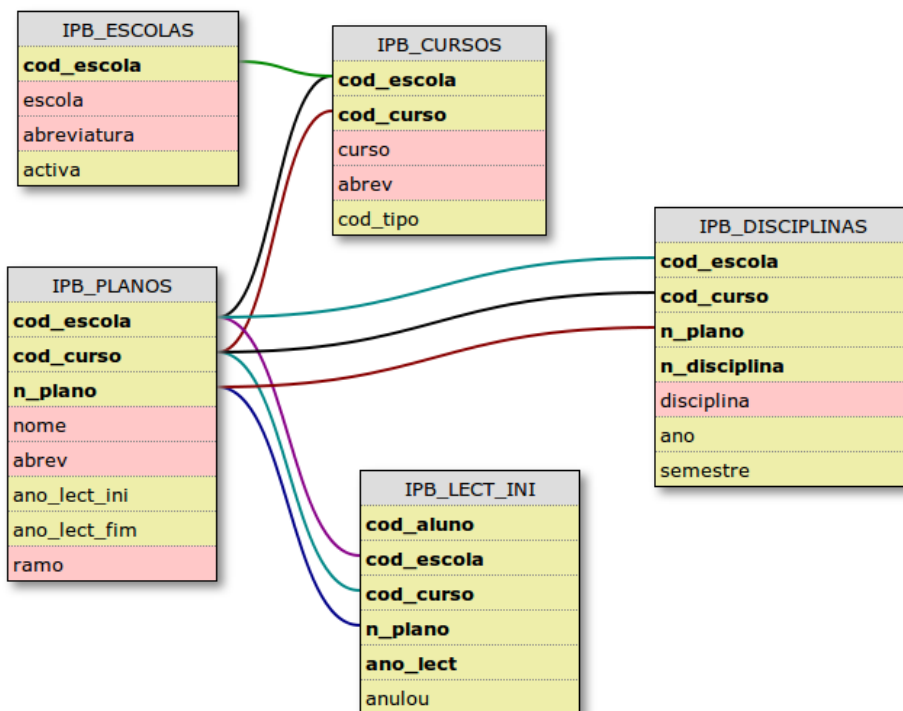 IPB_ESCOLAS
cod_escola
escola
abreviatura
activa
IPB_CURSOS
cod_escola
cod_curso
curso
abrev
cod_tipo
IPB_DISCIPLINAS
cod_escola
cod_curso
n_plano
n_disciplina
disciplina
ano
semestre
IPB_PLANOS
cod_escola
cod_curso
n_plano
nome
abrev
ano_lect_ini
ano_lect_fim
ramo
IPB_LECT_INI
cod_aluno
cod_escola
cod_curso
n_plano
ano_lect
anulou